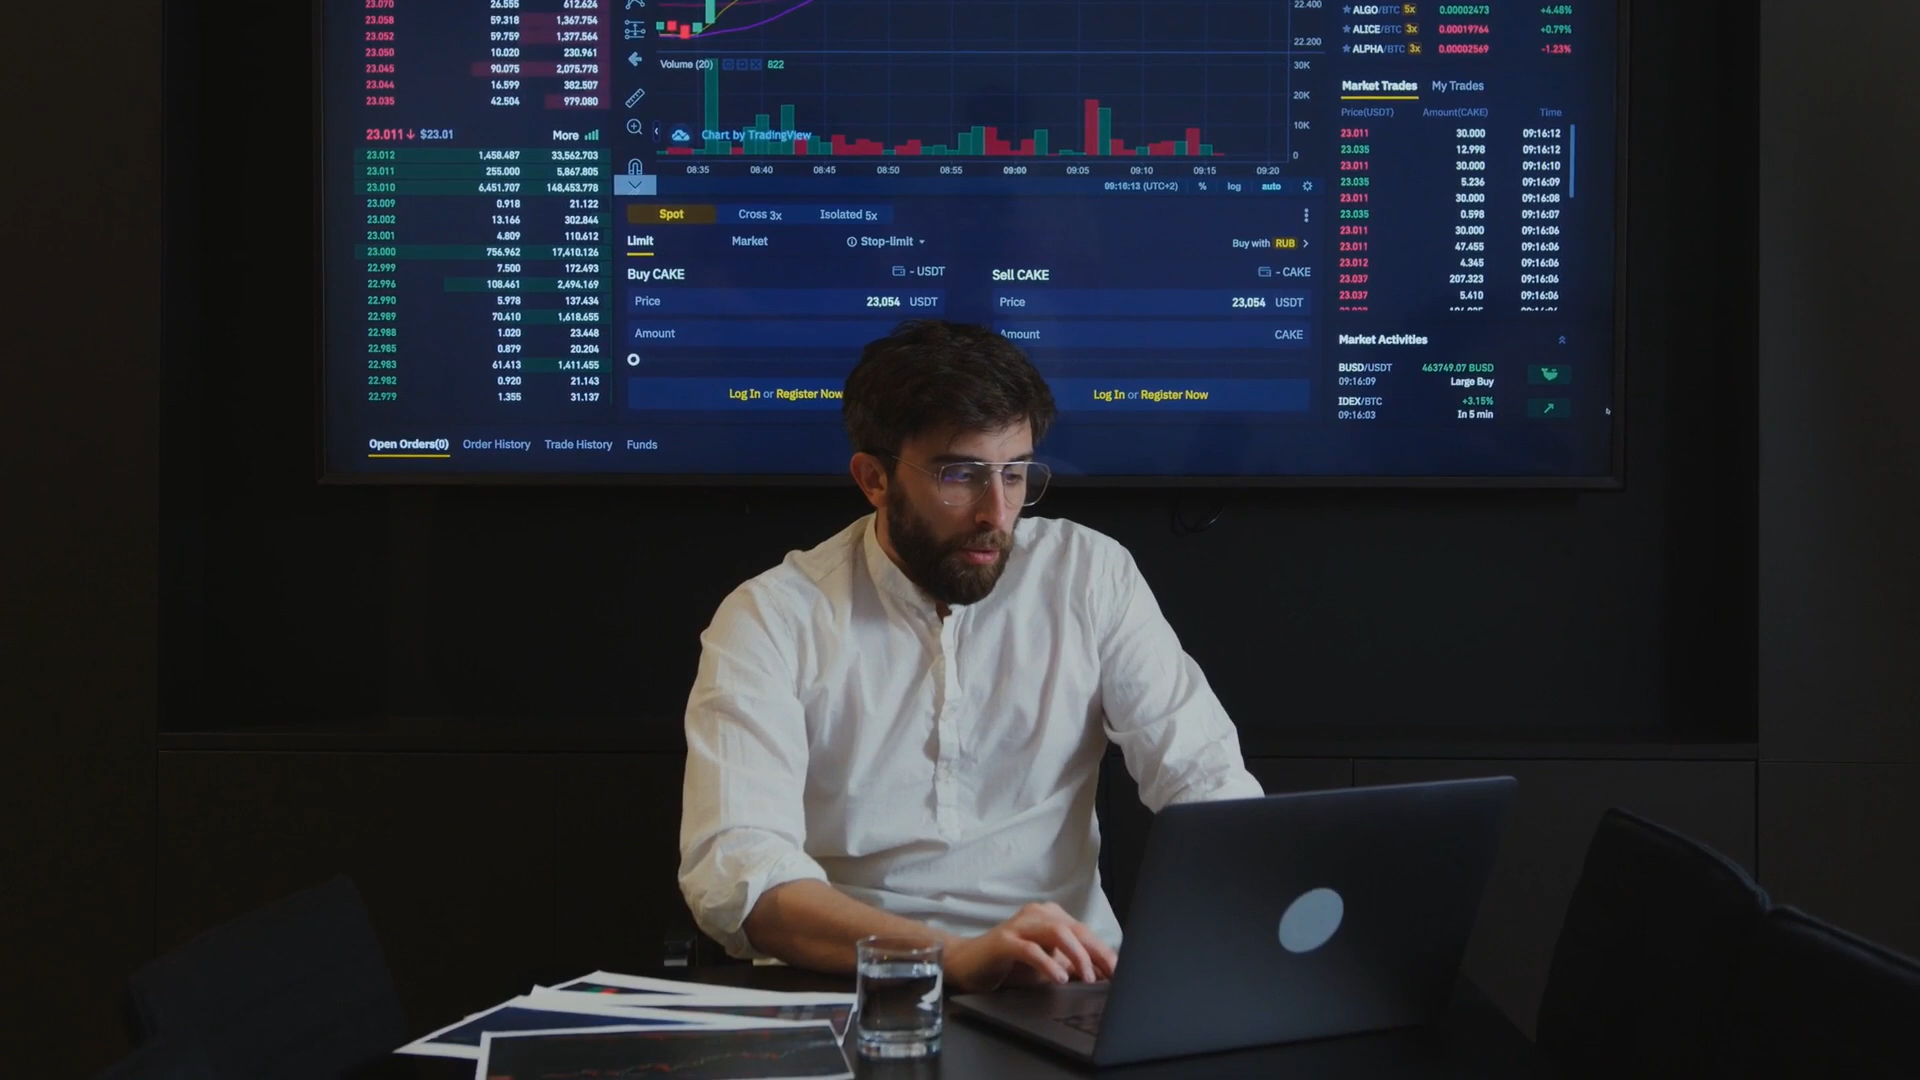 23.070 26.555 612.624
23.058 59.318 1,367.754
23.052 59.759 1,377.564
23.050 10.020 230.961
23.045 90.075 2,075.778
23.044 16.599 382.507
23.035 42.504 979.080
23.011↓ $23.01 More
23.012 1,458.487 33,562.703
23.011 255.000 5,867.805
23.010 6,451.707 148,453.778
23.009 0.918 21.122
23.002 13.166 302.844
23.001 4.809 110.612
23.000 756.962 17,410.126
22.999 7.500 172.493
22.996 108.461 2,494.169
22.990 5.978 137.434
22.989 70.410 1,618.655
22.988 1.020 23.448
22.985 0.879 20.204
22.983 61.413 1,411.455
22.982 0.920 21.143
22.979 1.355 31.137
Open Orders(0) Order History Trade History Funds
22.400
22.200
Volume (20) 822
30K
20K
10K
0
Chart by TradingView
08:35 08:40 08:45 08:50 08:55 09:00 09:05 09:10 09:15 09:20
09:16:13 (UTC+2) % log auto
Spot Cross 3x Isolated 5x
Limit Market Stop-limit Buy with RUB
Buy CAKE - USDT
Price 23,054 USDT
Amount
Log In or Register Now
Sell CAKE - CAKE
Price 23,054 USDT
Amount CAKE
Log In or Register Now
ALGO/BTC 5x 0.00002473 +4.48%
ALICE/BTC 3x 0.00019764 +0.79%
ALPHA/BTC 3x 0.00002569 -1.23%
Market Trades My Trades
Price(USDT) Amount(CAKE) Time
23.011 30.000 09:16:12
23.035 12.998 09:16:12
23.011 30.000 09:16:10
23.035 5.236 09:16:09
23.011 30.000 09:16:08
23.035 0.598 09:16:07
23.011 30.000 09:16:06
23.011 47.455 09:16:06
23.012 4.345 09:16:06
23.037 207.323 09:16:06
23.037 5.410 09:16:06
Market Activities
BUSD/USDT 463749.07 BUSD
09:16:09 Large Buy
IDEX/BTC +3.15%
09:16:03 In 5 min